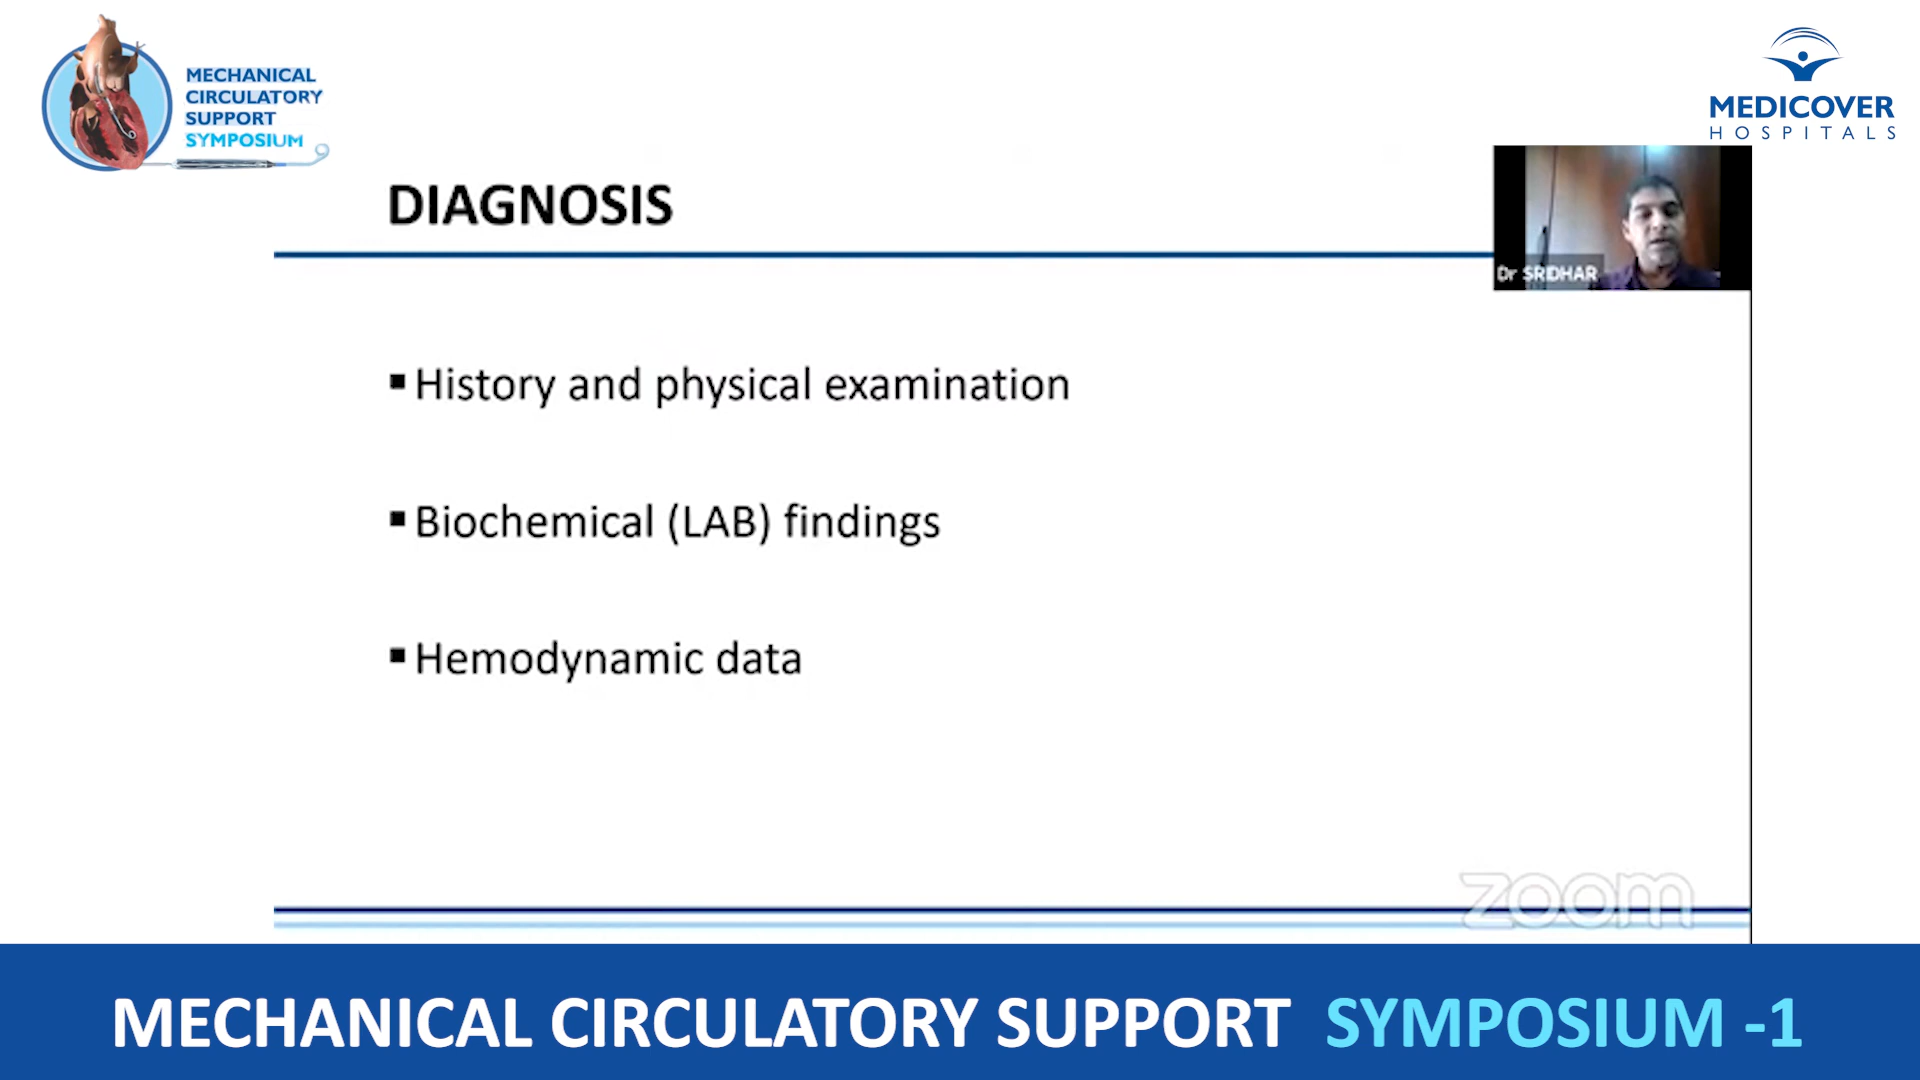 MECHANICAL
CIRCULATORY
SUPPORT
SYMPOSIUM
MEDICOVER
HOSPITALS
DIAGNOSIS
Dr SRIDHAR
▪ History and physical examination
▪ Biochemical (LAB) findings
▪ Hemodynamic data
zoom
MECHANICAL CIRCULATORY SUPPORT SYMPOSIUM -1